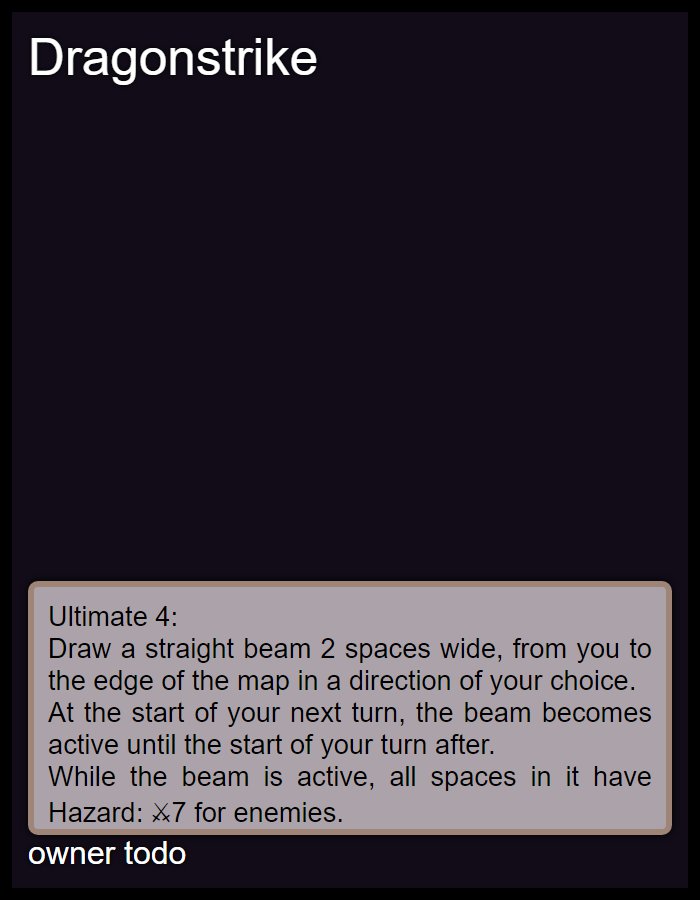 Dragonstrike
Ultimate 4:
Draw a straight beam 2 spaces wide, from you to
the edge of the map in a direction of your choice.
At the start of your next turn, the beam becomes
active until the start of your turn after.
While the beam is active, all spaces in it have
Hazard: ⚔7 for enemies.
owner todo